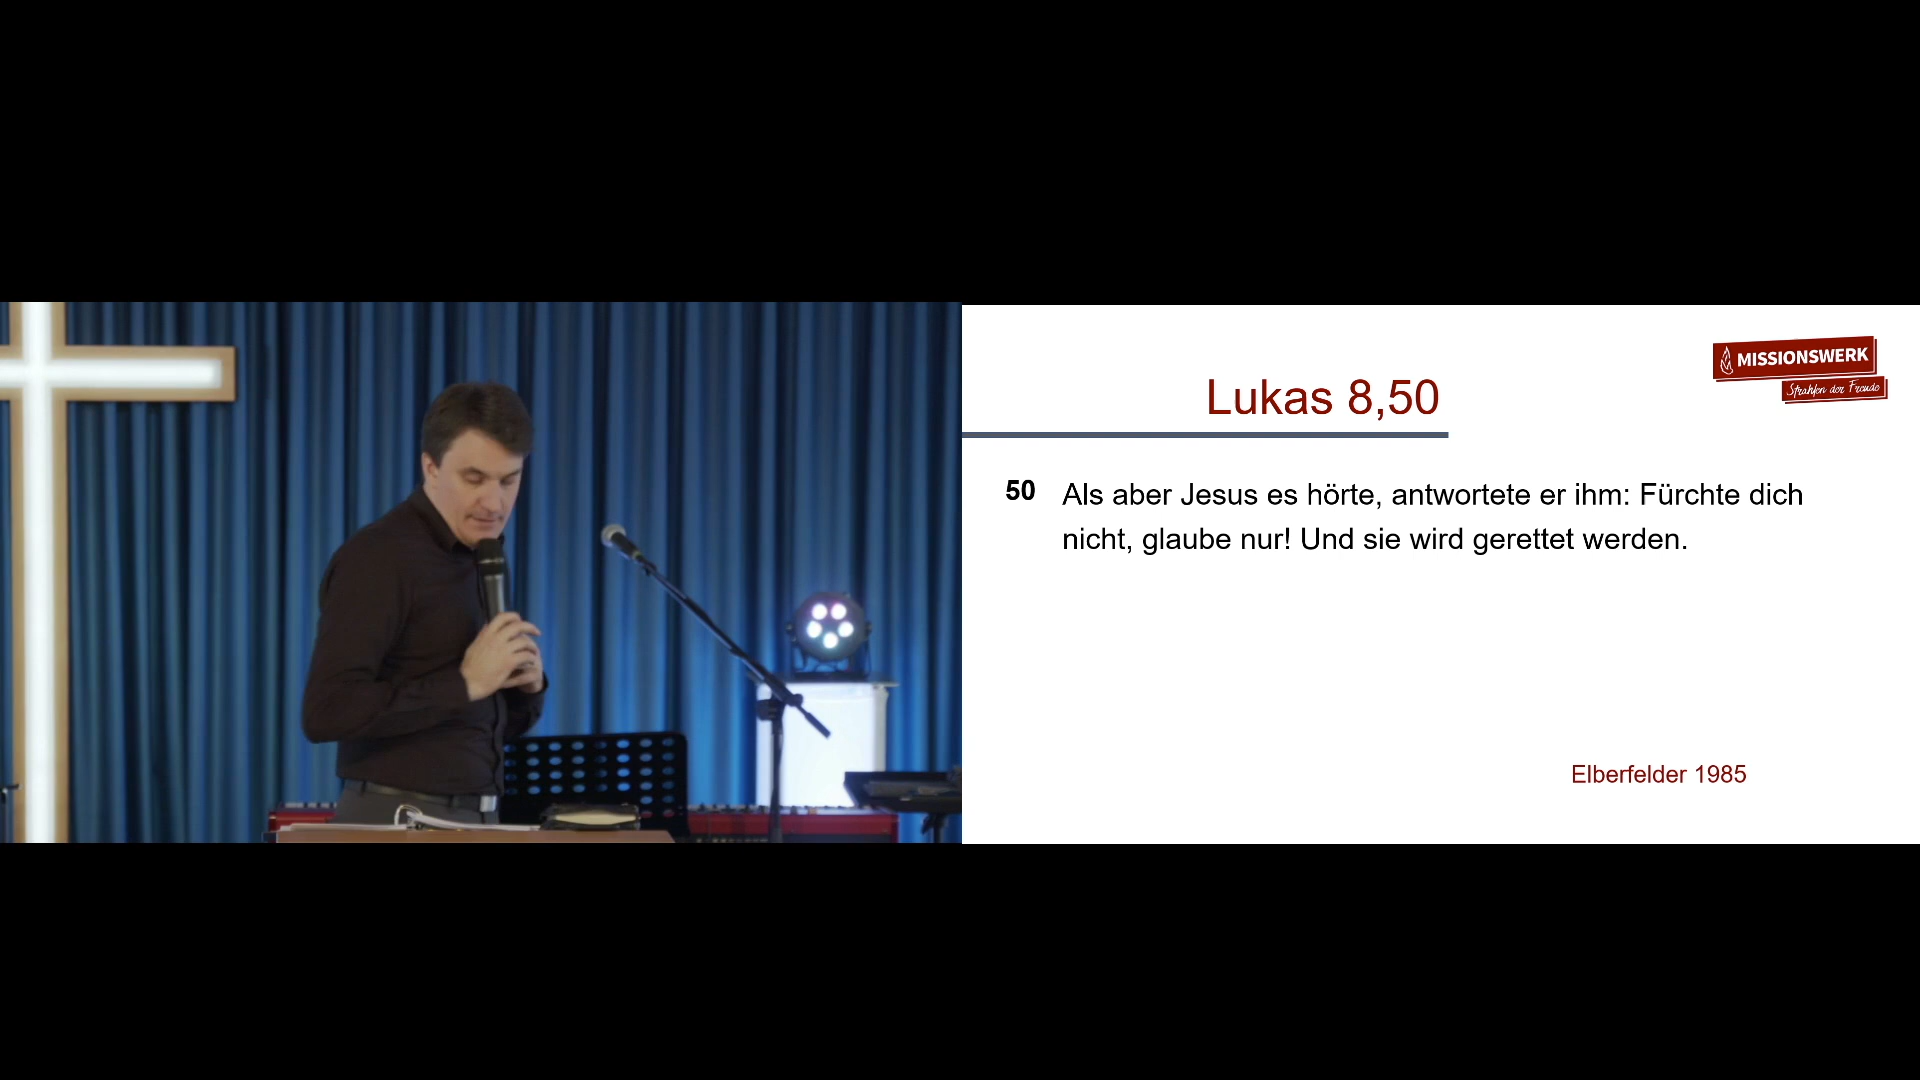 MISSIONSWERK
Strahlen der Freude
Lukas 8,50
50 Als aber Jesus es hörte, antwortete er ihm: Fürchte dich
nicht, glaube nur! Und sie wird gerettet werden.
Elberfelder 1985